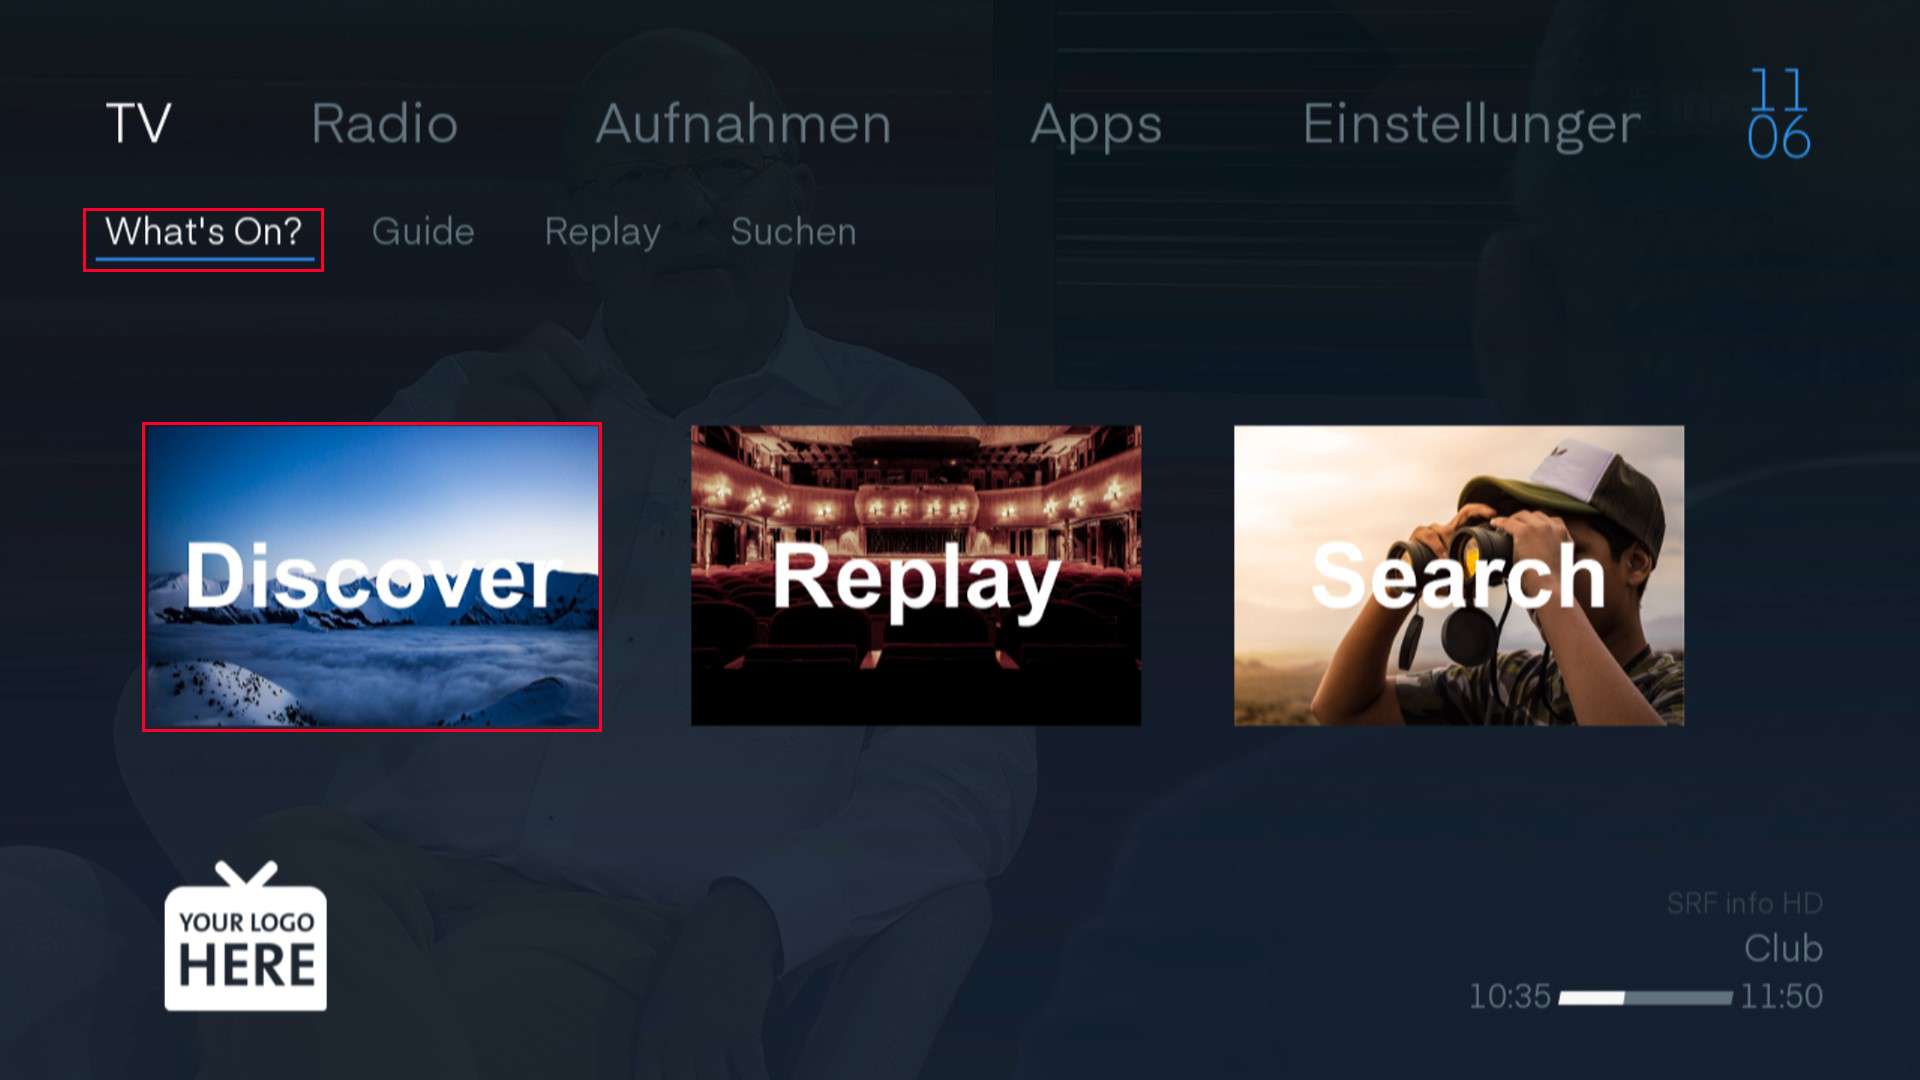 TV Radio Aufnahmen Apps Einstellunger
11
06
What's On? Guide Replay Suchen
Discover Replay Search
YOUR LOGO
HERE
SRF info HD
Club
10:35 11:50